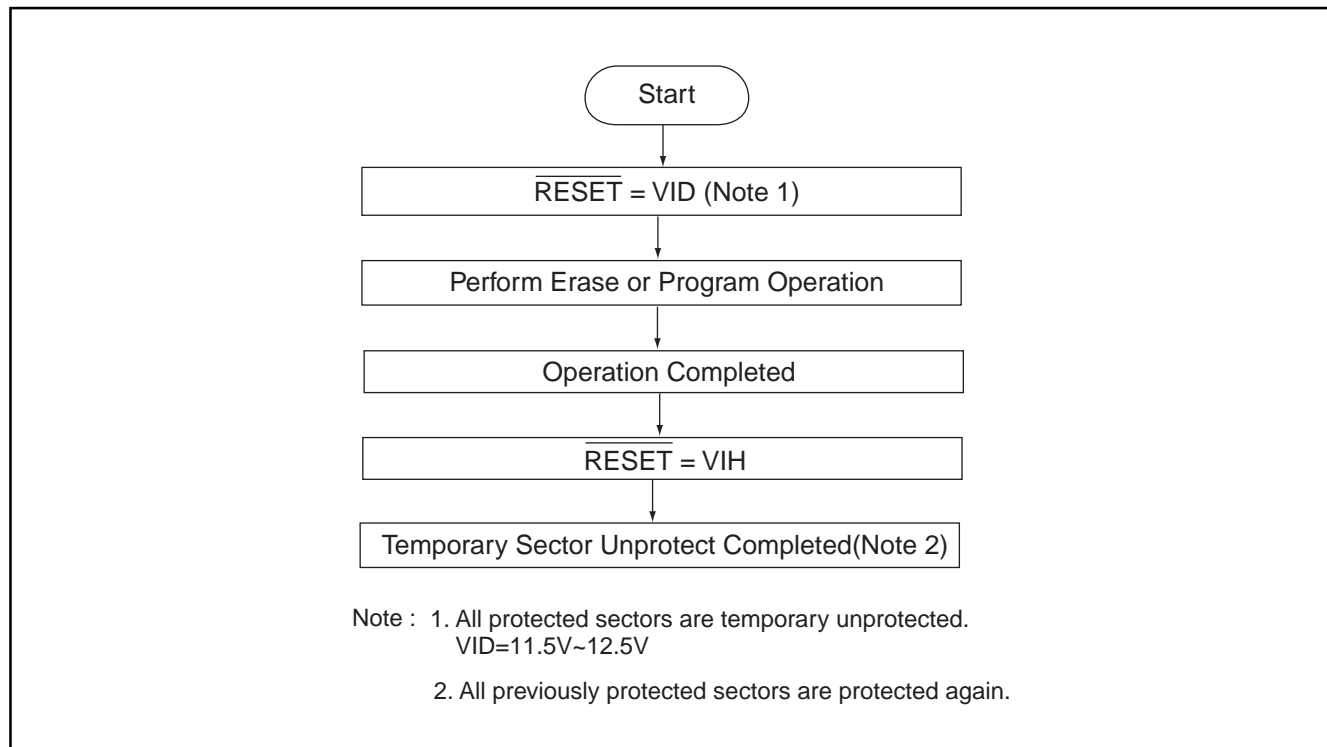 Start
RESET = VID (Note 1)
Perform Erase or Program Operation
Operation Completed
RESET = VIH
Temporary Sector Unprotect Completed(Note 2)
Note : 1. All protected sectors are temporary unprotected.
VID=11.5V~12.5V
2. All previously protected sectors are protected again.